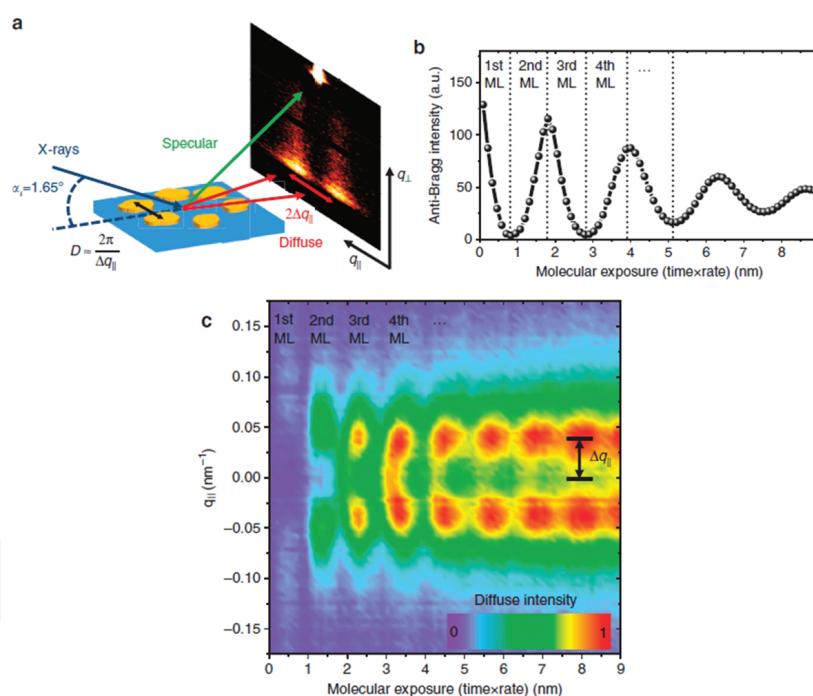 a
X-rays
αi=1.65°
Specular
q⊥
2Δq||
Diffuse
q||
D ≈ 2π
Δq||
b
Anti-Bragg intensity (a.u.)
150
100
50
0
1st 2nd 3rd 4th ...
ML ML ML ML
0 1 2 3 4 5 6 7 8
Molecular exposure (time×rate) (nm)
c
q|| (nm−1)
0.15
0.10
0.05
0.00
−0.05
−0.10
−0.15
1st 2nd 3rd 4th ...
ML ML ML ML
Δq||
Diffuse intensity
0 1
0 1 2 3 4 5 6 7 8 9
Molecular exposure (time×rate) (nm)